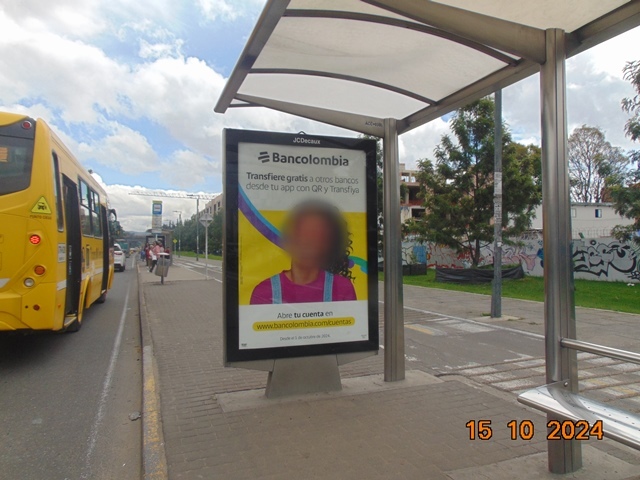 JCDecaux
Bancolombia
Transfiere gratis a otros bancos
desde tu app con QR y Transfiya
Abre tu cuenta en
www.bancolombia.com/cuentas
15 10 2024